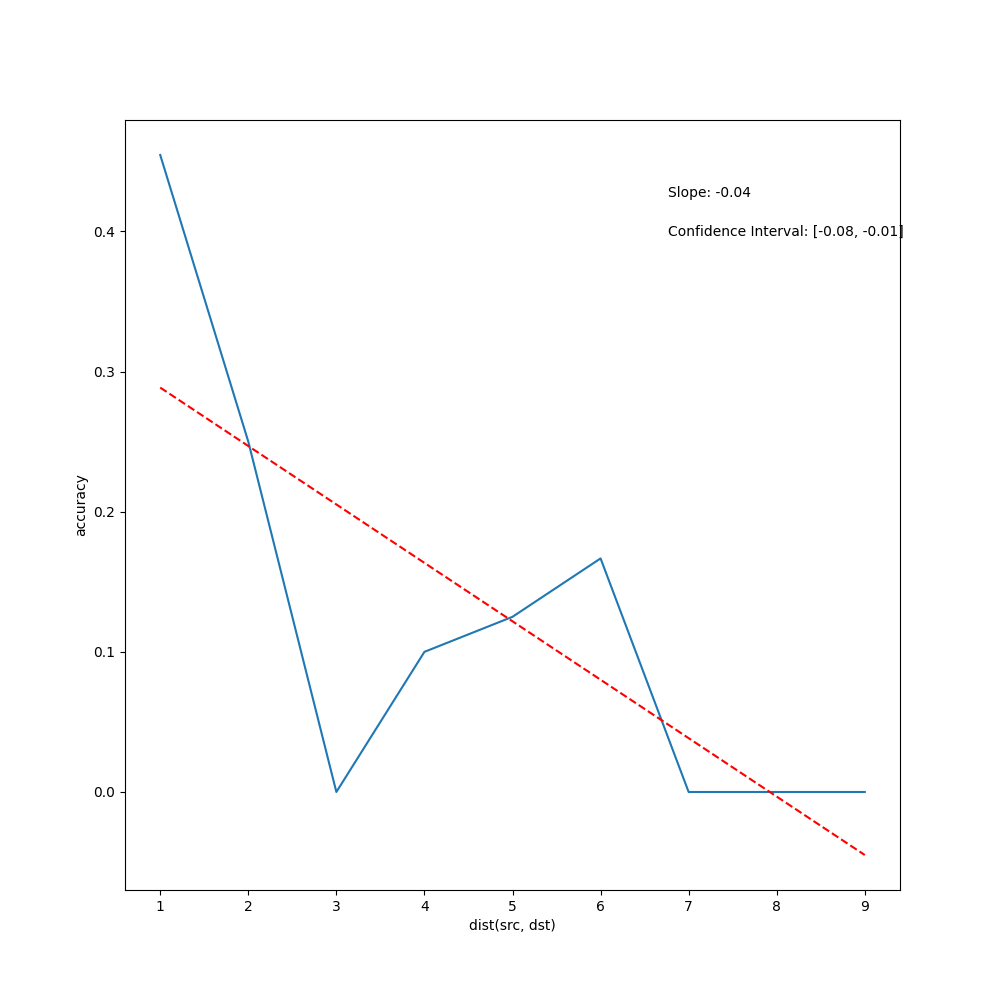 Slope: -0.04
Confidence Interval: [-0.08, -0.01]
accuracy
0.4
0.3
0.2
0.1
0.0
1 2 3 4 5 6 7 8 9
dist(src, dst)